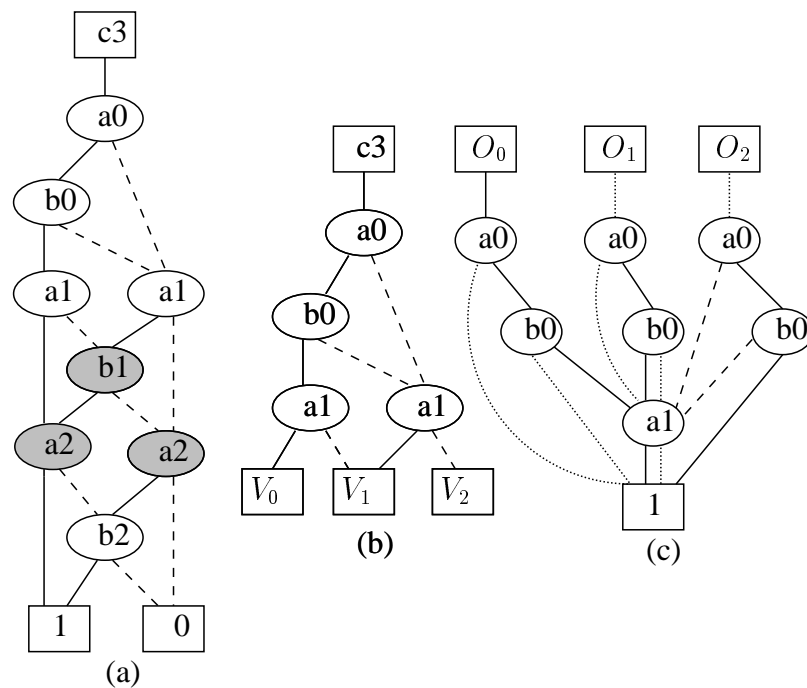 c3
a0
b0
a1 a1
b1
a2 a2
b2
1 0
(a)
c3
a0
b0
a1 a1
V₀ V₁ V₂
(b)
O₀ O₁ O₂
a0 a0 a0
b0 b0 b0
a1
1
(c)